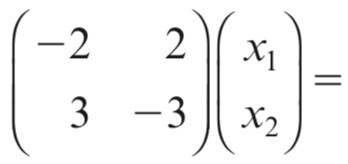 (−2 2) (x₁) =
(3 −3) (x₂)